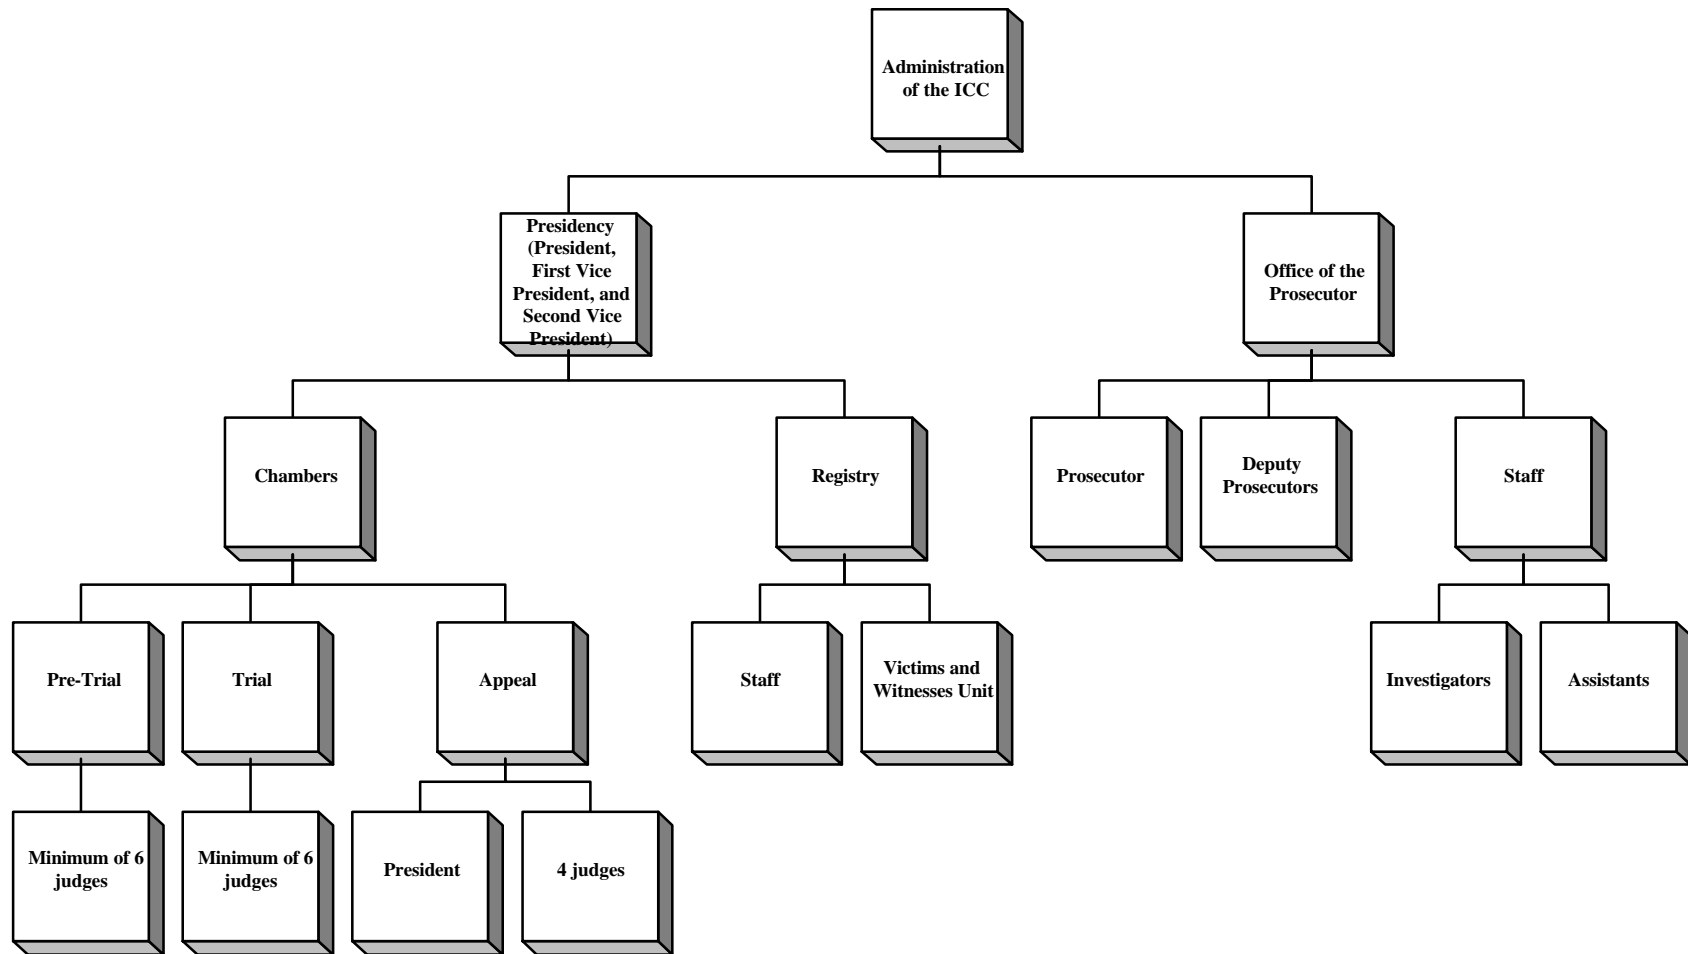 Administration
of the ICC
Presidency
(President,
First Vice
President, and
Second Vice
President)
Office of the
Prosecutor
Chambers
Registry
Prosecutor
Deputy
Prosecutors
Staff
Pre-Trial
Trial
Appeal
Staff
Victims and
Witnesses Unit
Investigators
Assistants
Minimum of 6
judges
Minimum of 6
judges
President
4 judges